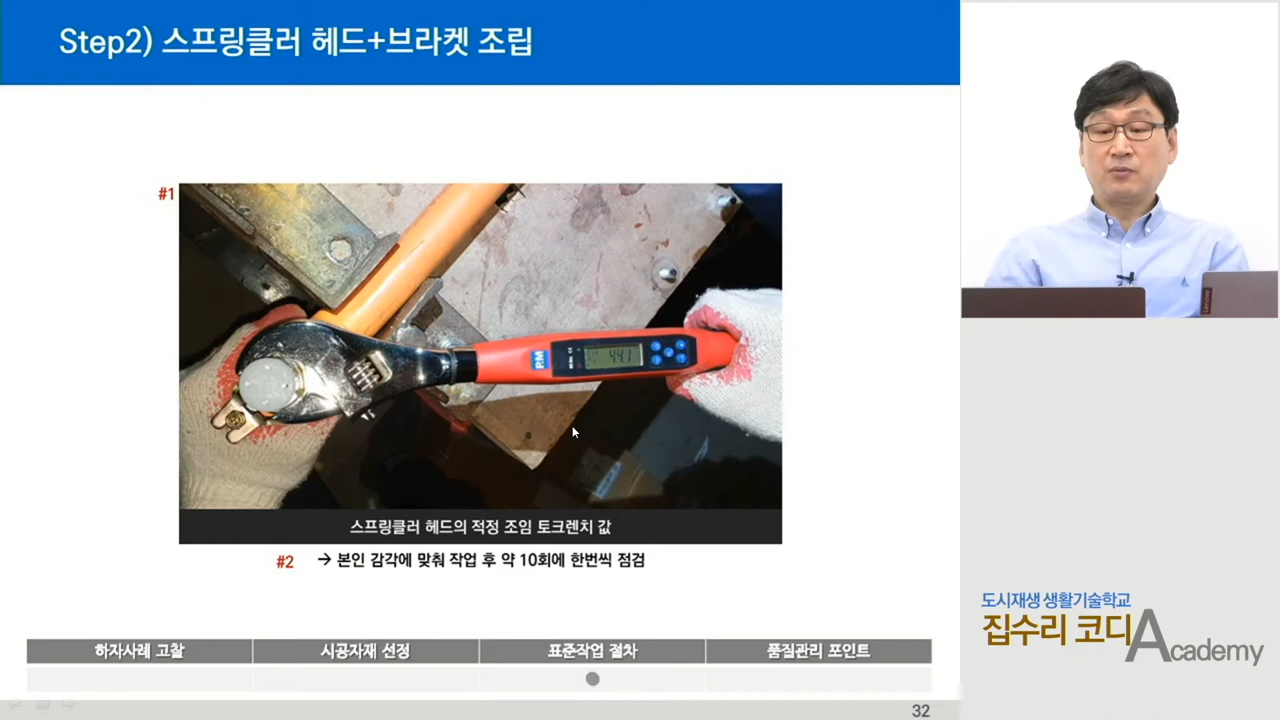 Step2) 스프링클러 헤드+브라켓 조립
#1
P.M
44.1
스프링클러 헤드의 적정 조임 토크렌치 값
#2 → 본인 감각에 맞춰 작업 후 약 10회에 한번씩 점검
하자사례 고찰 시공자재 선정 표준작업 절차 품질관리 포인트
32
Lenovo
도시재생 생활기술학교
집수리 코디Academy